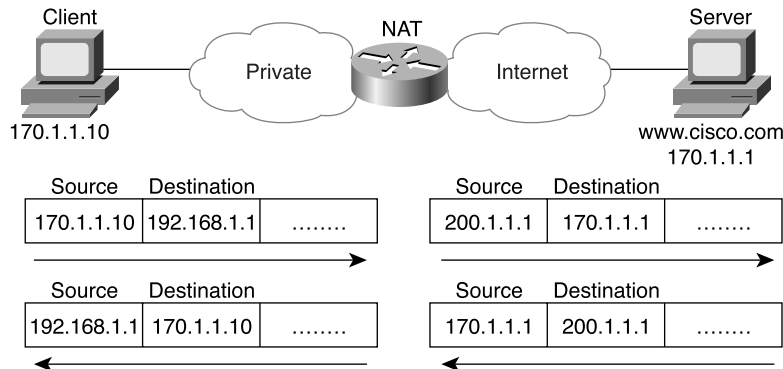 Client
NAT
Server
Private
Internet
170.1.1.10
www.cisco.com
170.1.1.1
Source Destination
170.1.1.10 192.168.1.1 ........
Source Destination
200.1.1.1 170.1.1.1 ........
Source Destination
192.168.1.1 170.1.1.10 ........
Source Destination
170.1.1.1 200.1.1.1 ........